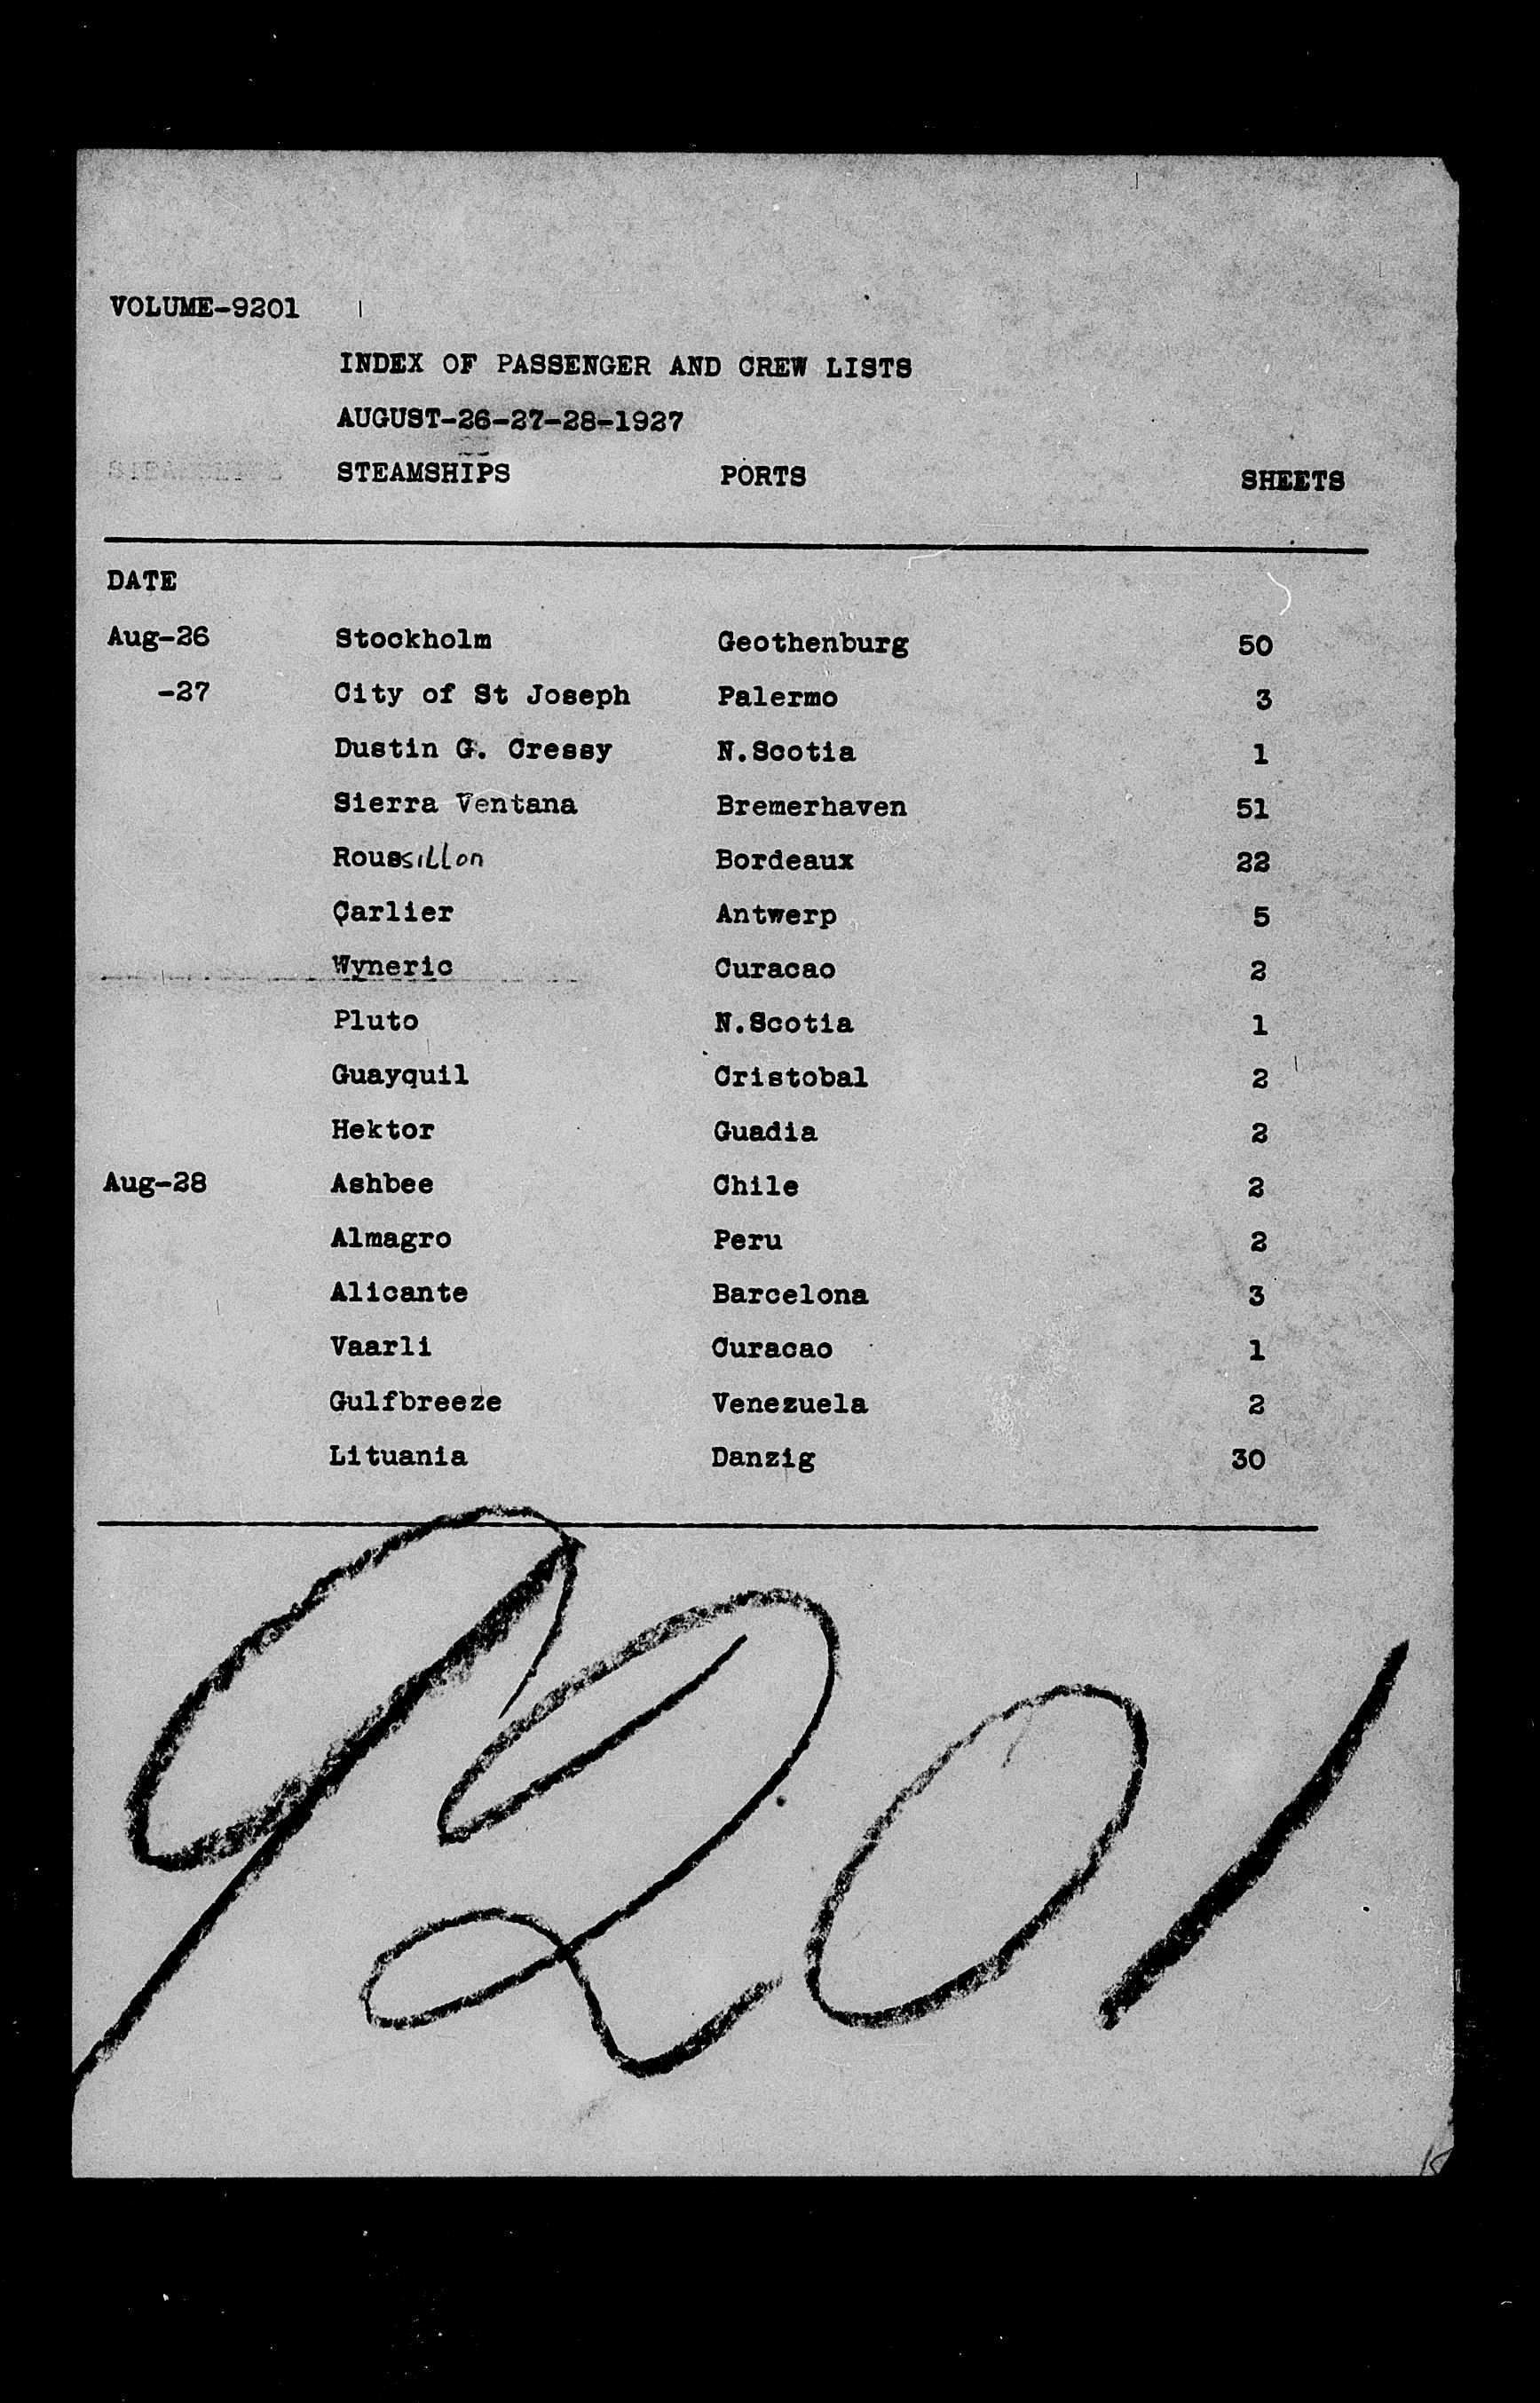 VOLUME-9201
INDEX OF PASSENGER AND CREW LISTS
AUGUST-26-27-28-1927
STEAMSHIPS PORTS SHEETS
DATE
Aug-26 Stockholm Geothenburg 50
-27 City of St Joseph Palermo 3
Dustin G. Cressy N.Scotia 1
Sierra Ventana Bremerhaven 51
Roussillon Bordeaux 22
Carlier Antwerp 5
Wyneric Curacao 2
Pluto N.Scotia 1
Guayquil Cristobal 2
Hektor Guadia 2
Aug-28 Ashbee Chile 2
Almagro Peru 2
Alicante Barcelona 3
Vaarli Curacao 1
Gulfbreeze Venezuela 2
Lituania Danzig 30
9201